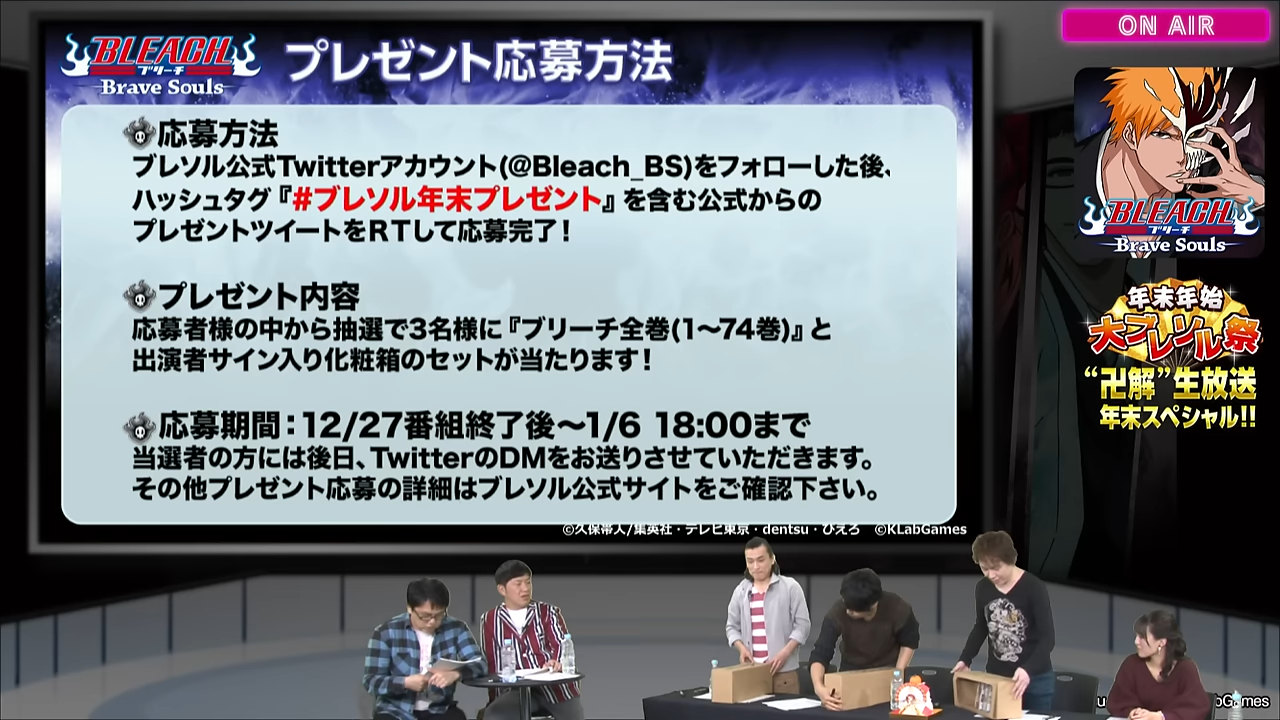 ON AIR
BLEACH
ブリーチ
Brave Souls
プレゼント応募方法
応募方法
ブレソル公式Twitterアカウント(@Bleach_BS)をフォローした後、
ハッシュタグ『#ブレソル年末プレゼント』を含む公式からの
プレゼントツイートをRTして応募完了！
プレゼント内容
応募者様の中から抽選で3名様に『ブリーチ全巻(1～74巻)』と
出演者サイン入り化粧箱のセットが当たります！
応募期間：12/27番組終了後～1/6 18:00まで
当選者の方には後日、TwitterのDMをお送りさせていただきます。
その他プレゼント応募の詳細はブレソル公式サイトをご確認下さい。
©久保帯人/集英社・テレビ東京・dentsu・ぴえろ ©KLabGames
BLEACH
ブリーチ
Brave Souls
年末年始
大ブレソル祭
“卍解”生放送
年末スペシャル!!